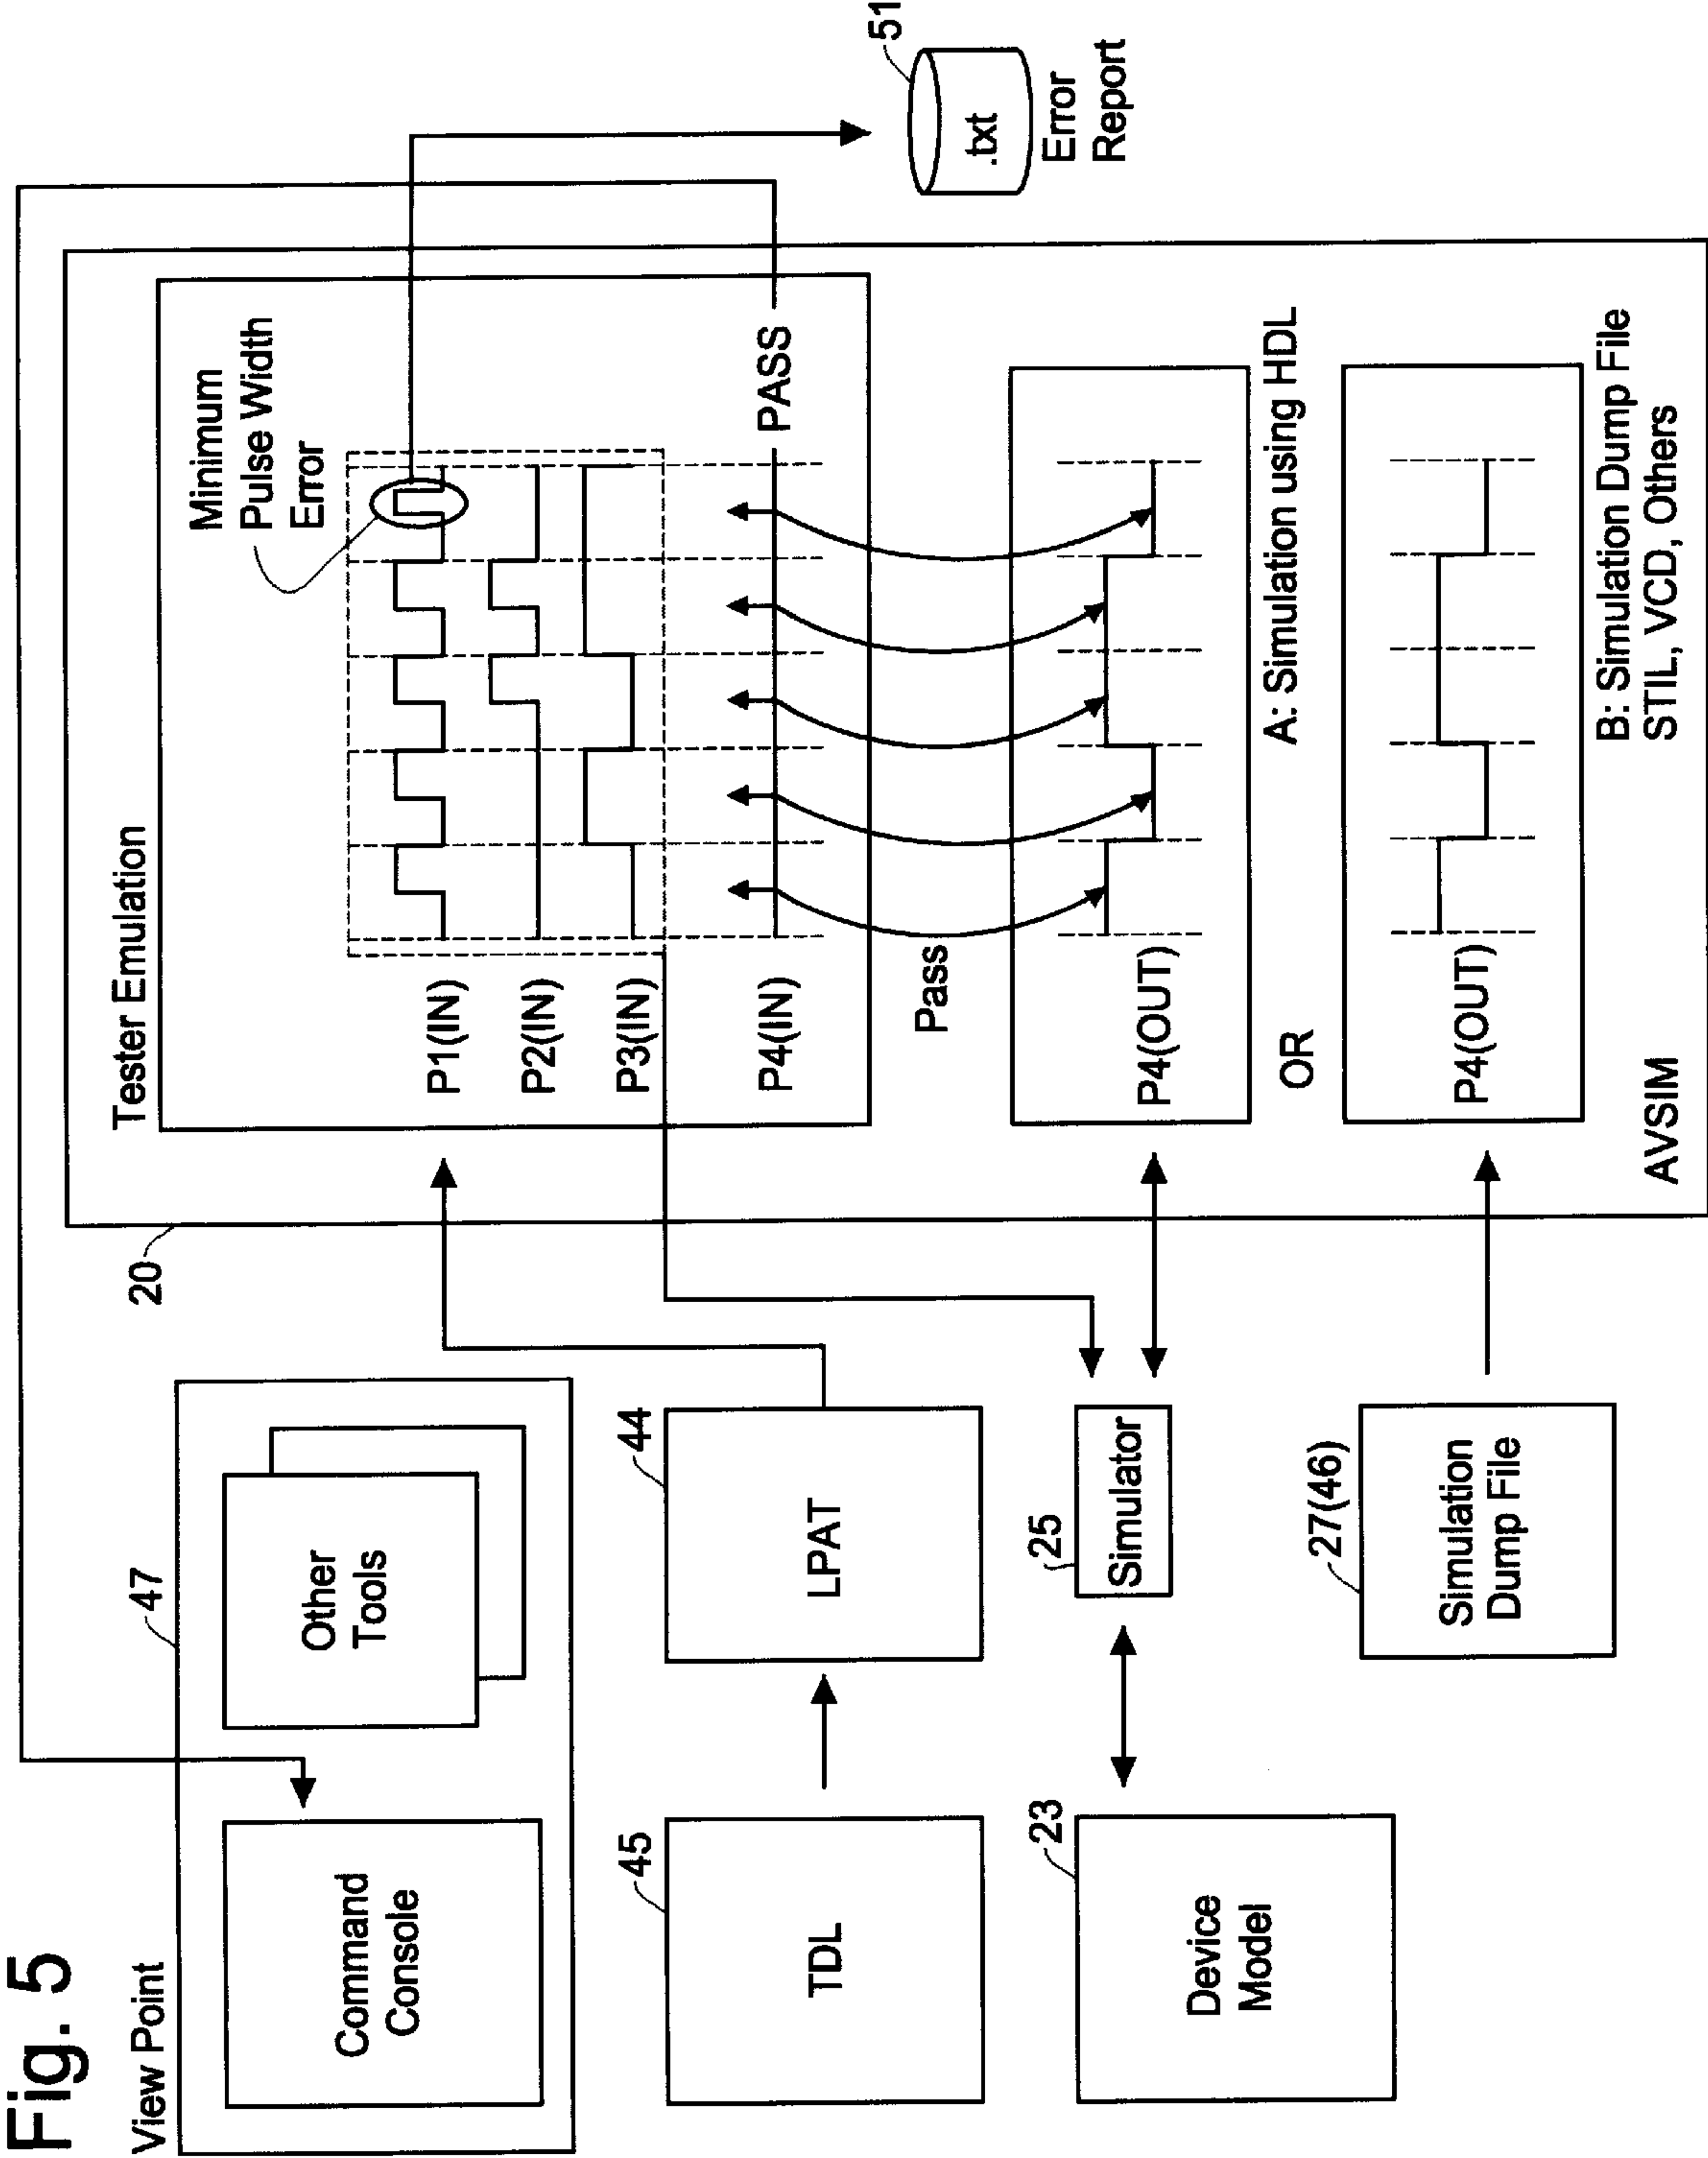 Fig. 5
View Point
47
Command
Console
Other
Tools
45
TDL
44
LPAT
23
Device
Model
25
Simulator
27(46)
Simulation
Dump File
20
Tester Emulation
Minimum
Pulse Width
Error
P1(IN)
P2(IN)
P3(IN)
P4(IN)
PASS
Pass
P4(OUT)
A: Simulation using HDL
OR
P4(OUT)
B: Simulation Dump File
STIL, VCD, Others
AVSIM
51
.txt
Error
Report